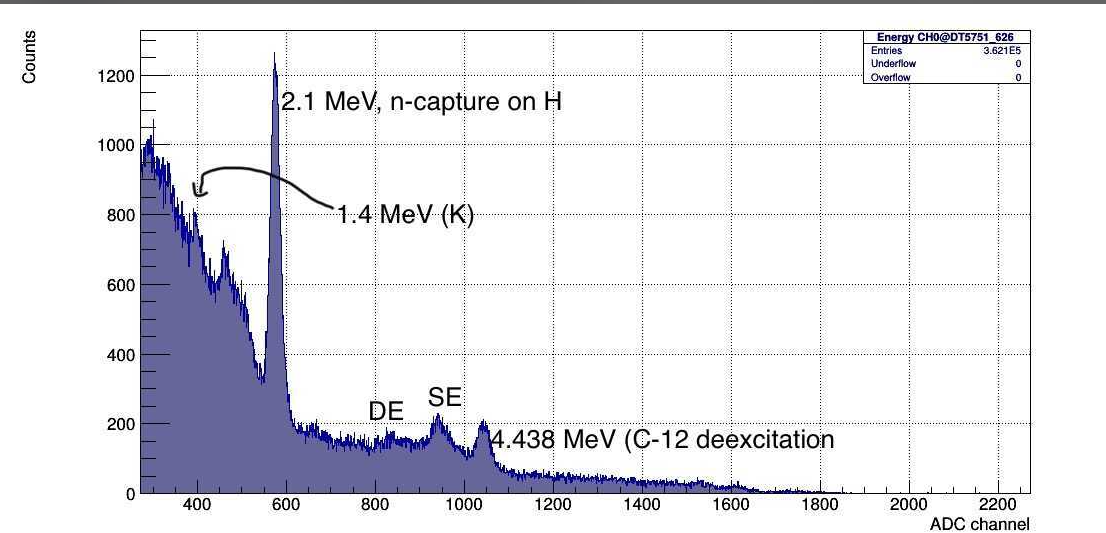 Counts
Energy CH0@DT5751_626
Entries 3.621E5
Underflow 0
Overflow 0
1200
2.1 MeV, n-capture on H
1000
800
1.4 MeV (K)
600
400
DE
SE
200
4.438 MeV (C-12 deexcitation
0
400 600 800 1000 1200 1400 1600 1800 2000 2200
ADC channel